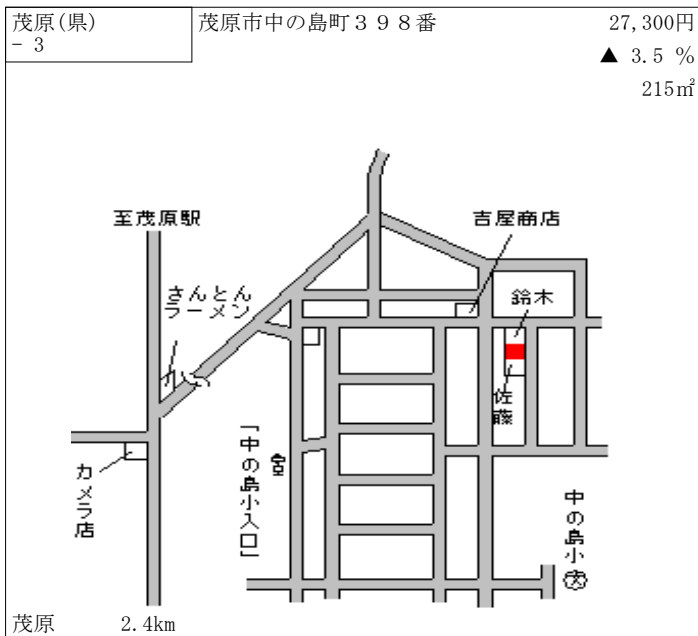 茂原(県)
－3
茂原市中の島町３９８番
27,300円
▲ 3.5 %
215㎡
至茂原駅
吉屋商店
さんとん
ラーメン
鈴木
佐藤
カメラ店
「中の島小入口」
中の島小
文
茂原 2.4km